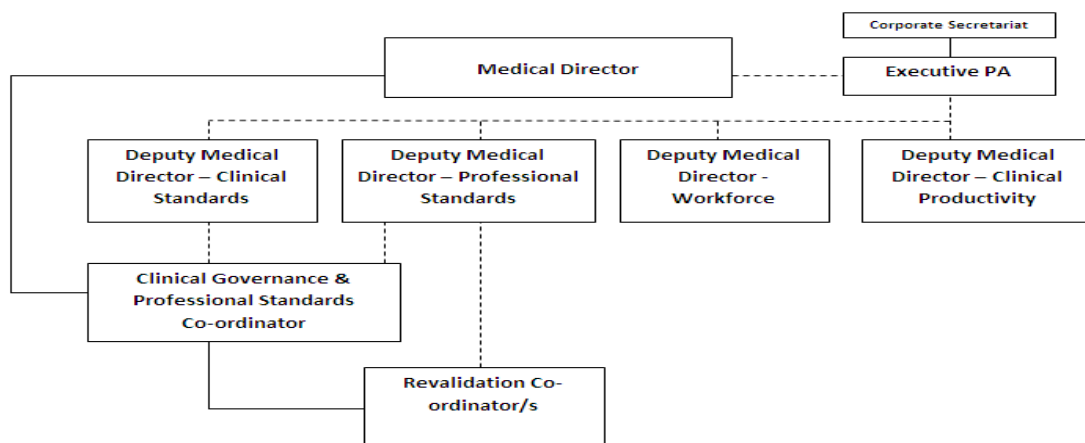 Corporate Secretariat
Medical Director
Executive PA
Deputy Medical
Director – Clinical
Standards
Deputy Medical
Director – Professional
Standards
Deputy Medical
Director -
Workforce
Deputy Medical
Director – Clinical
Productivity
Clinical Governance &
Professional Standards
Co-ordinator
Revalidation Co-
ordinator/s